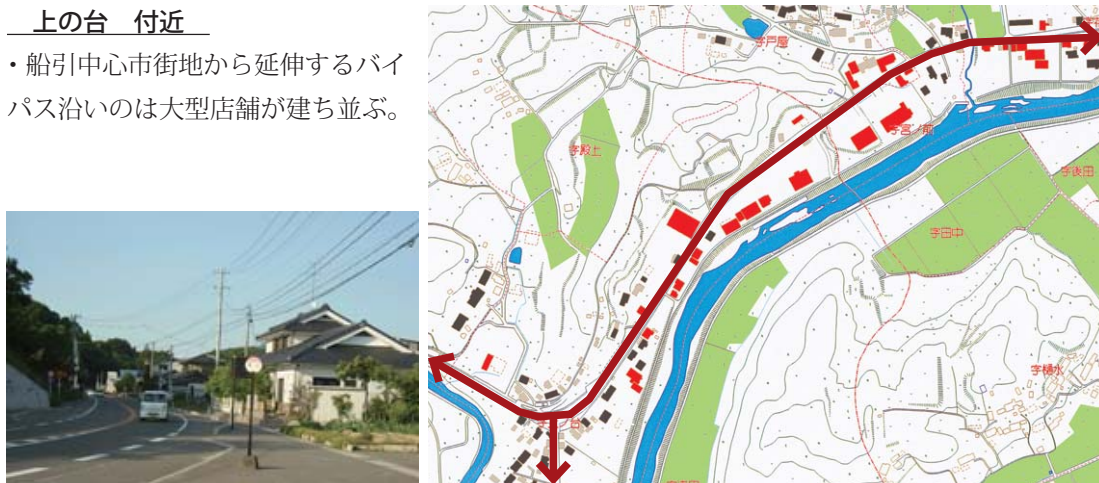 上の台　付近
・船引中心市街地から延伸するバイ
パス沿いのは大型店舗が建ち並ぶ。
字戸屋
字殿上
字宮ノ前
字後田
字田中
字樋水